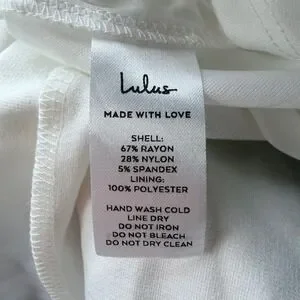 Lulus
MADE WITH LOVE
SHELL:
67% RAYON
28% NYLON
5% SPANDEX
LINING:
100% POLYESTER
HAND WASH COLD
LINE DRY
DO NOT IRON
DO NOT BLEACH
DO NOT DRY CLEAN